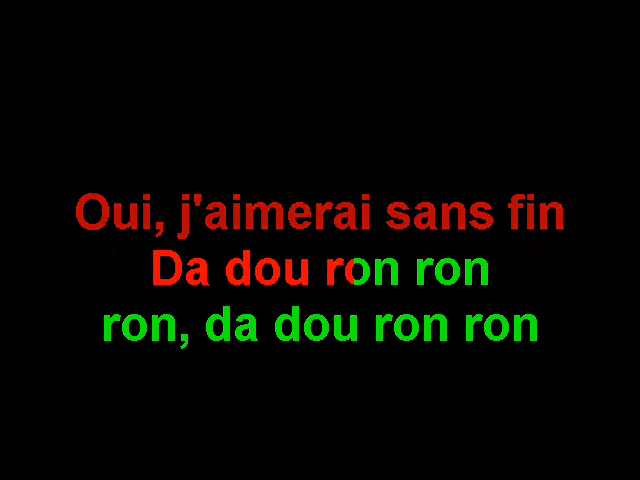 Oui, j'aimerai sans fin
Da dou ron ron
ron, da dou ron ron